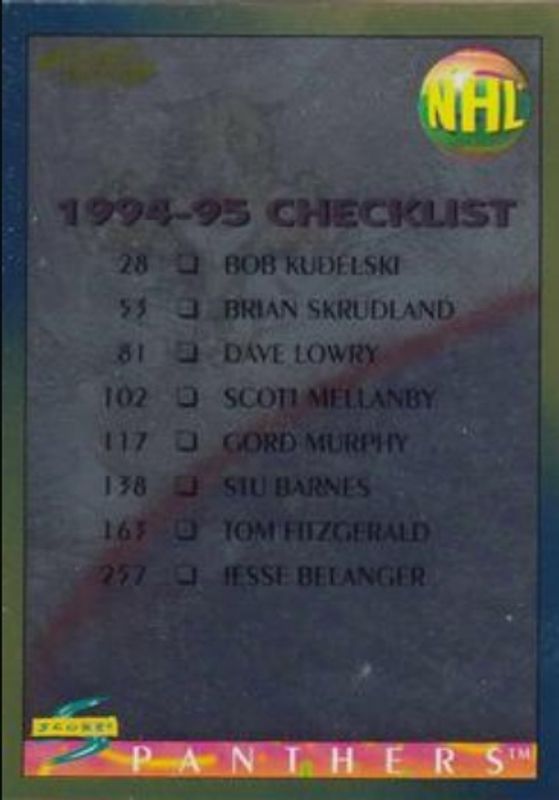 NHL
1994-95 CHECKLIST
28 ❏ BOB KUDELSKI
53 ❏ BRIAN SKRUDLAND
81 ❏ DAVE LOWRY
102 ❏ SCOTT MELLANBY
117 ❏ GORD MURPHY
138 ❏ STU BARNES
163 ❏ TOM FITZGERALD
257 ❏ JESSE BELANGER
SCORE®
PANTHERS™